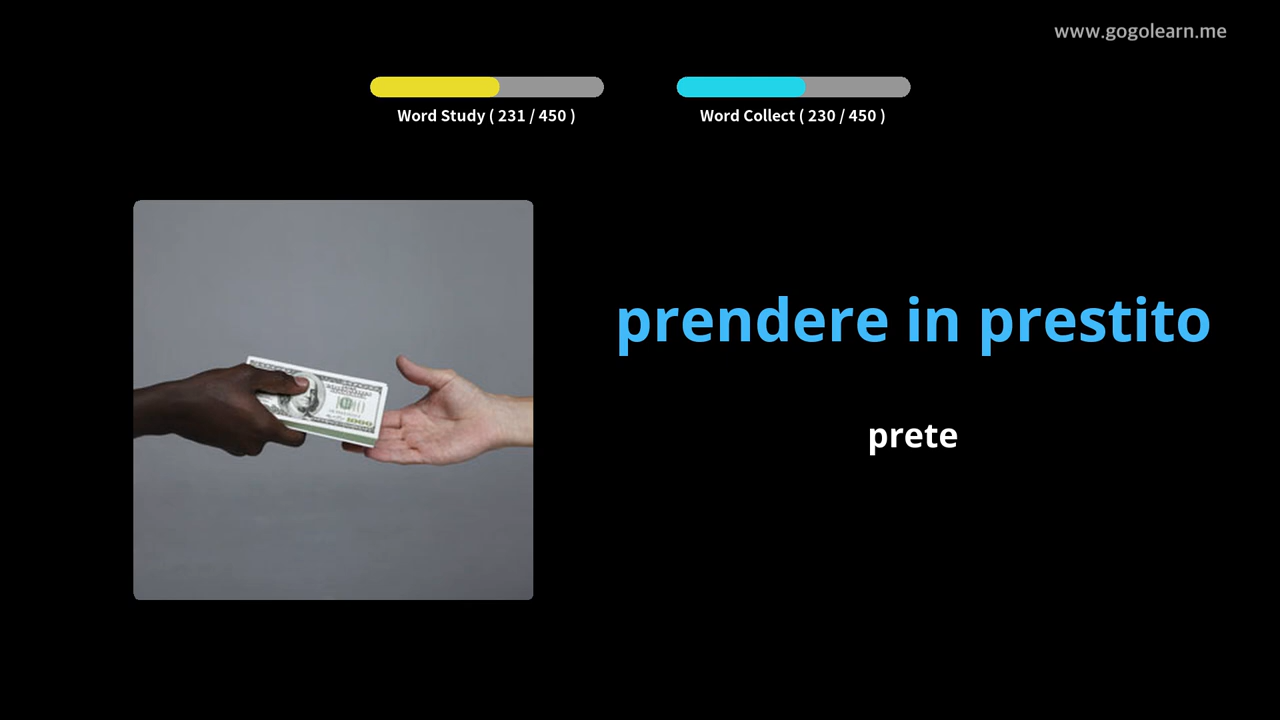 www.gogolearn.me
Word Study ( 231 / 450 )
Word Collect ( 230 / 450 )
prendere in prestito
prete